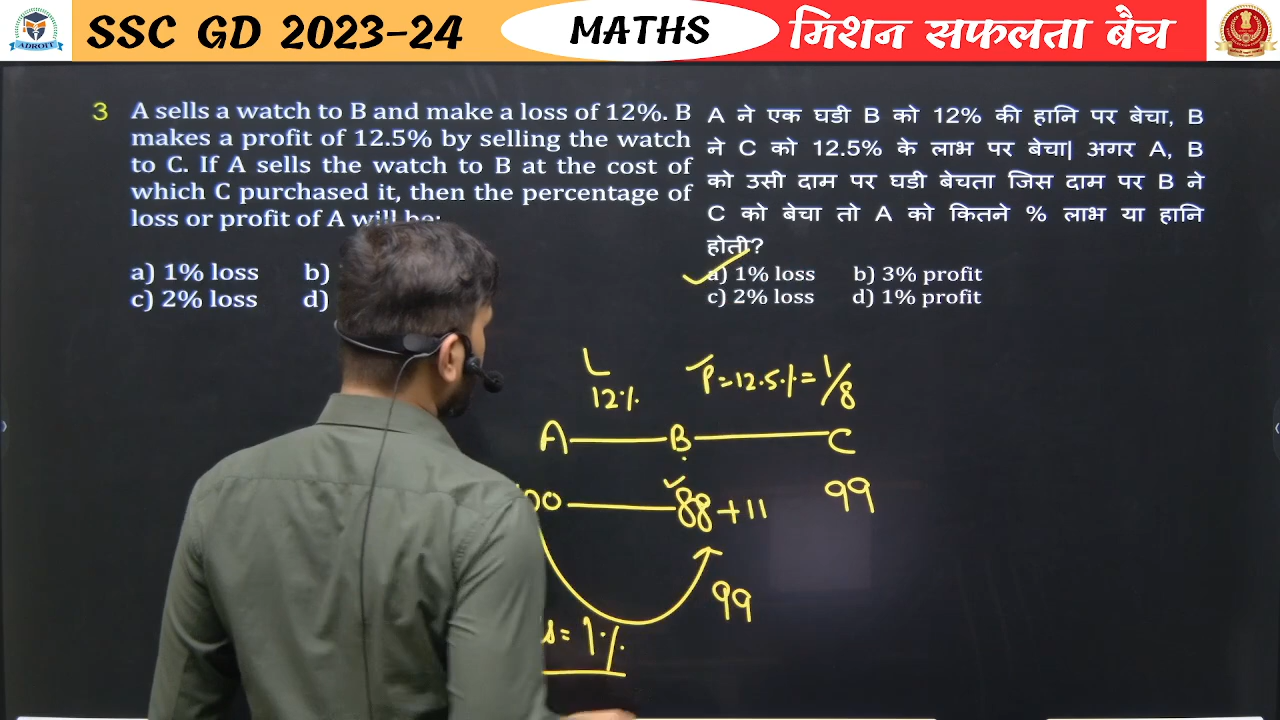 SSC GD 2023-24
MATHS
मिशन सफलता बैच
ADROIT
3
A sells a watch to B and make a loss of 12%. B
makes a profit of 12.5% by selling the watch
to C. If A sells the watch to B at the cost of
which C purchased it, then the percentage of
loss or profit of A will be:
a) 1% loss b)
c) 2% loss d)
A ने एक घडी B को 12% की हानि पर बेचा, B
ने C को 12.5% के लाभ पर बेचा| अगर A, B
को उसी दाम पर घडी बेचता जिस दाम पर B ने
C को बेचा तो A को कितने % लाभ या हानि
होती?
a) 1% loss b) 3% profit
c) 2% loss d) 1% profit
L
12%
P=12.5%=1/8
A B C
00 88+11 99
99
s= 1%